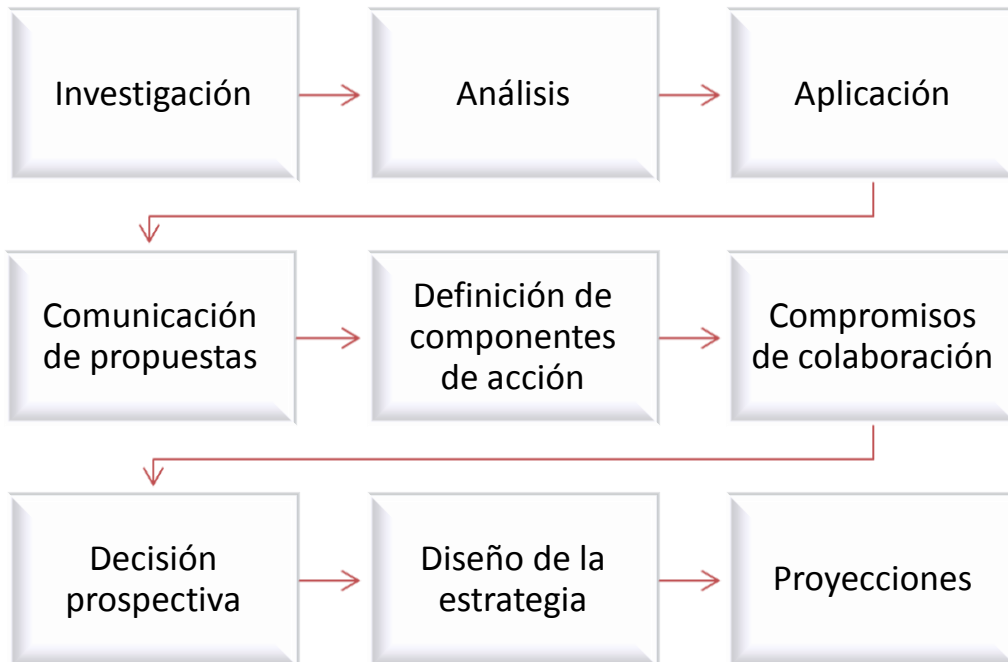 Investigación
Análisis
Aplicación
Comunicación
de propuestas
Definición de
componentes
de acción
Compromisos
de colaboración
Decisión
prospectiva
Diseño de la
estrategia
Proyecciones